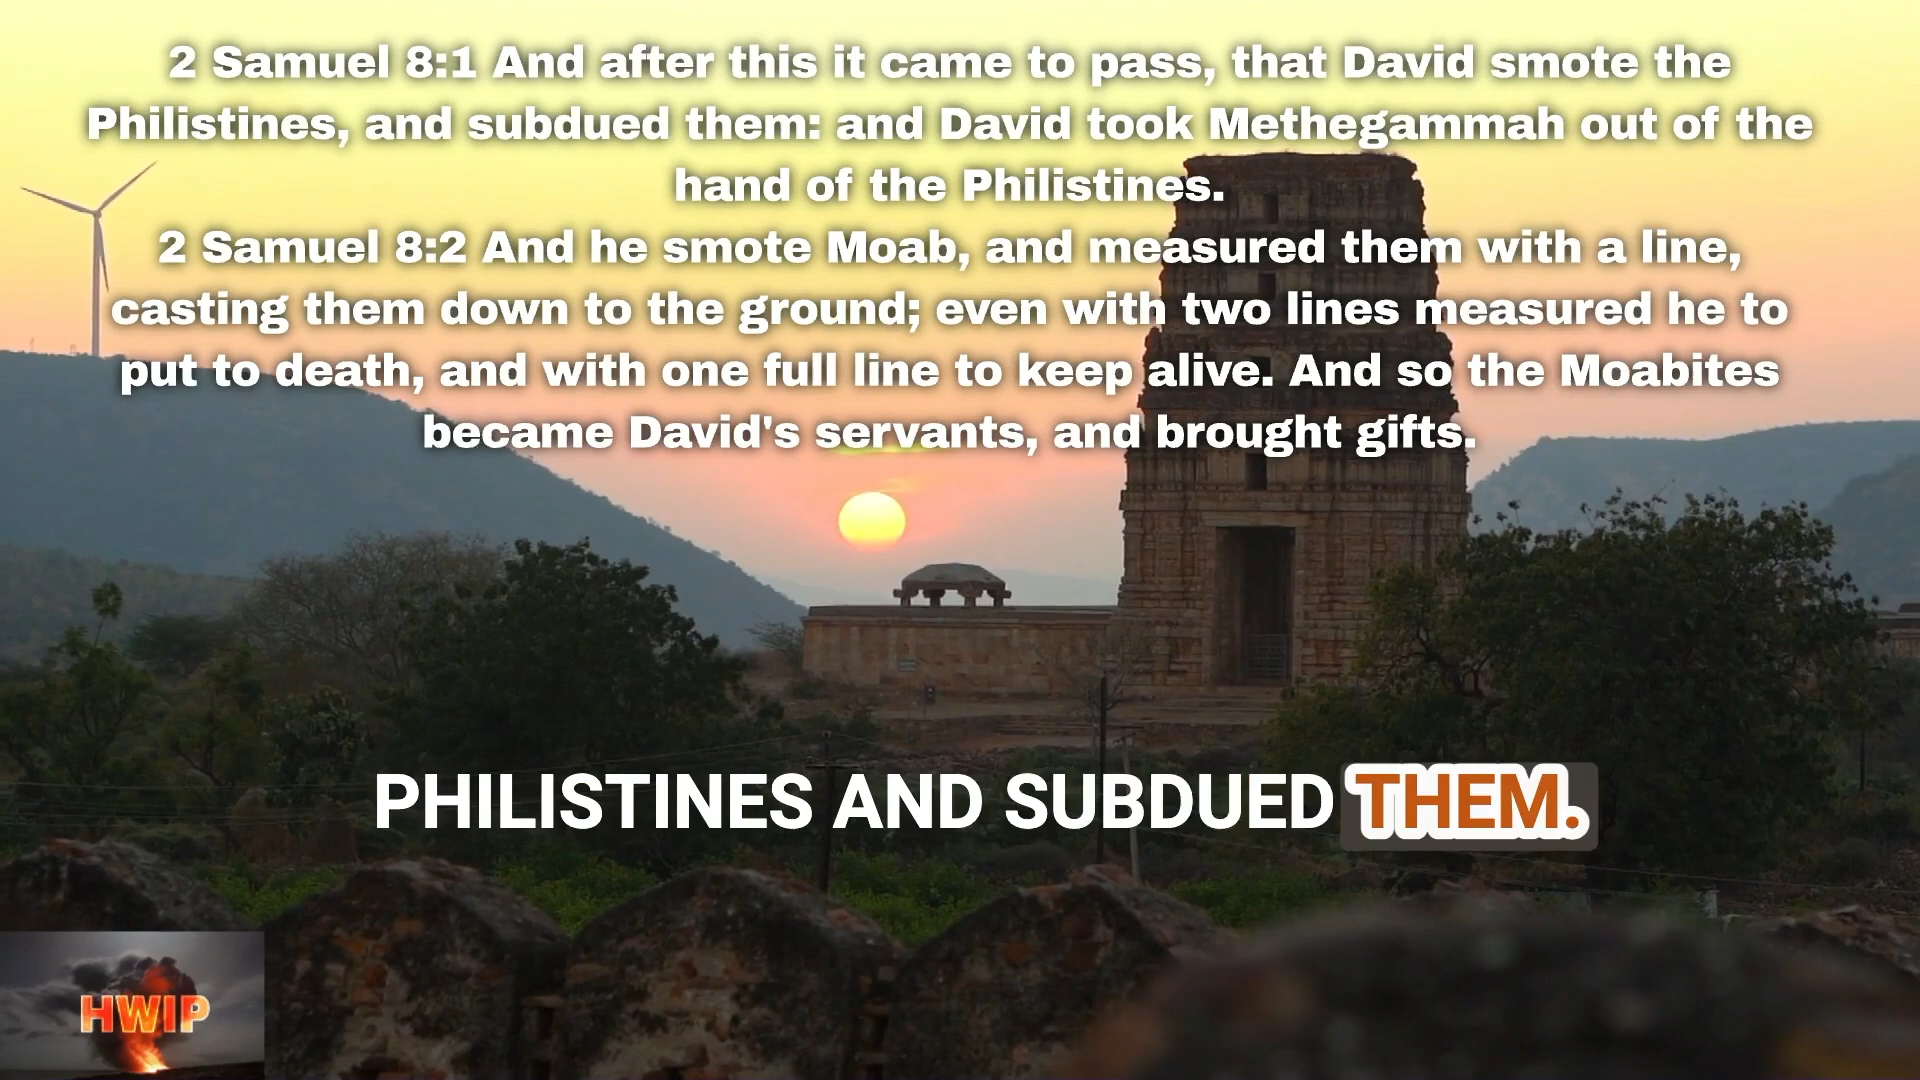 2 Samuel 8:1 And after this it came to pass, that David smote the
Philistines, and subdued them: and David took Methegammah out of the
hand of the Philistines.
2 Samuel 8:2 And he smote Moab, and measured them with a line,
casting them down to the ground; even with two lines measured he to
put to death, and with one full line to keep alive. And so the Moabites
became David's servants, and brought gifts.
PHILISTINES AND SUBDUED THEM.
HWIP